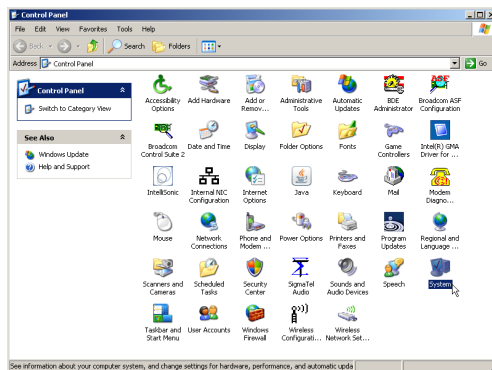 Control Panel
File Edit View Favorites Tools Help
Back Search Folders
Address Control Panel Go
Control Panel
Switch to Category View
See Also
Windows Update
Help and Support
Accessibility Options
Add Hardware
Add or Remov...
Administrative Tools
Automatic Updates
BDE Administrator
Broadcom ASF Configuration
Broadcom Control Suite 2
Date and Time
Display
Folder Options
Fonts
Game Controllers
Intel(R) GMA Driver for ...
IntelliSonic
Internal NIC Configuration
Internet Options
Java
Keyboard
Mail
Modem Diagno...
Mouse
Network Connections
Phone and Modem ...
Power Options
Printers and Faxes
Program Updates
Regional and Language ...
Scanners and Cameras
Scheduled Tasks
Security Center
SigmaTel Audio
Sounds and Audio Devices
Speech
System
Taskbar and Start Menu
User Accounts
Windows Firewall
Wireless Configurati...
Wireless Network Set...
See information about your computer system, and change settings for hardware, performance, and automatic upda